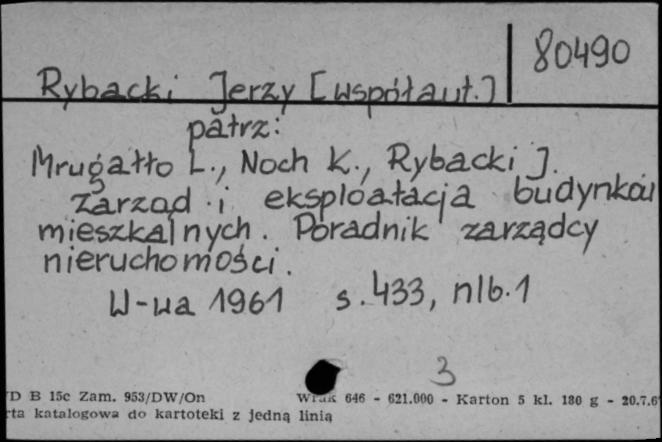 80490
Rybacki Jerzy [współaut.]
patrz:
Mrugałło L., Noch K., Rybacki J.
Zarząd i eksploatacja budynków
mieszkalnych. Poradnik zarządcy
nieruchomości.
W-wa 1961 s. 433, nlb. 1
3
D B 15c Zam. 953/DW/On WPAK 646 - 621.000 - Karton 5 kl. 180 g - 20.7.6
rta katalogowa do kartoteki z jedną linią